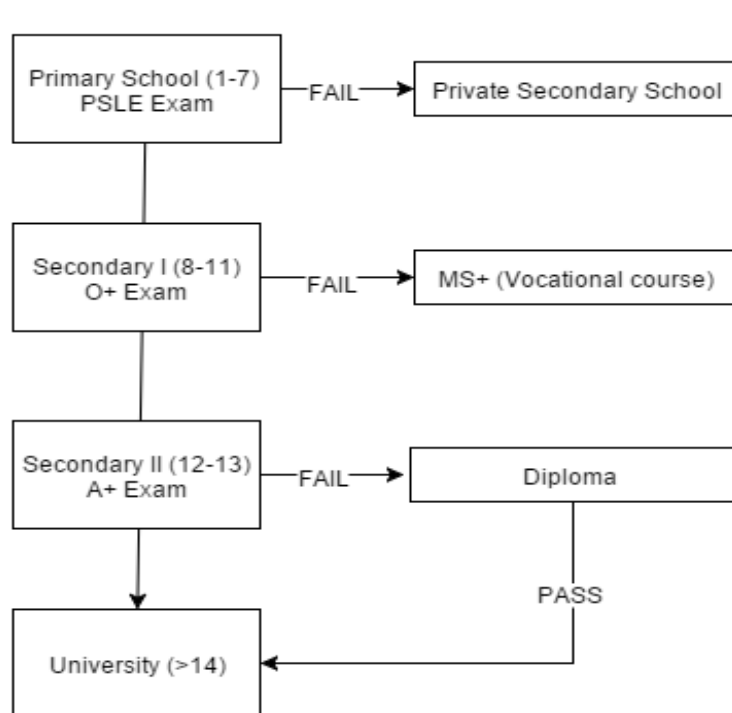 Primary School (1-7)
PSLE Exam
FAIL
Private Secondary School
Secondary I (8-11)
O+ Exam
FAIL
MS+ (Vocational course)
Secondary II (12-13)
A+ Exam
FAIL
Diploma
PASS
University (>14)